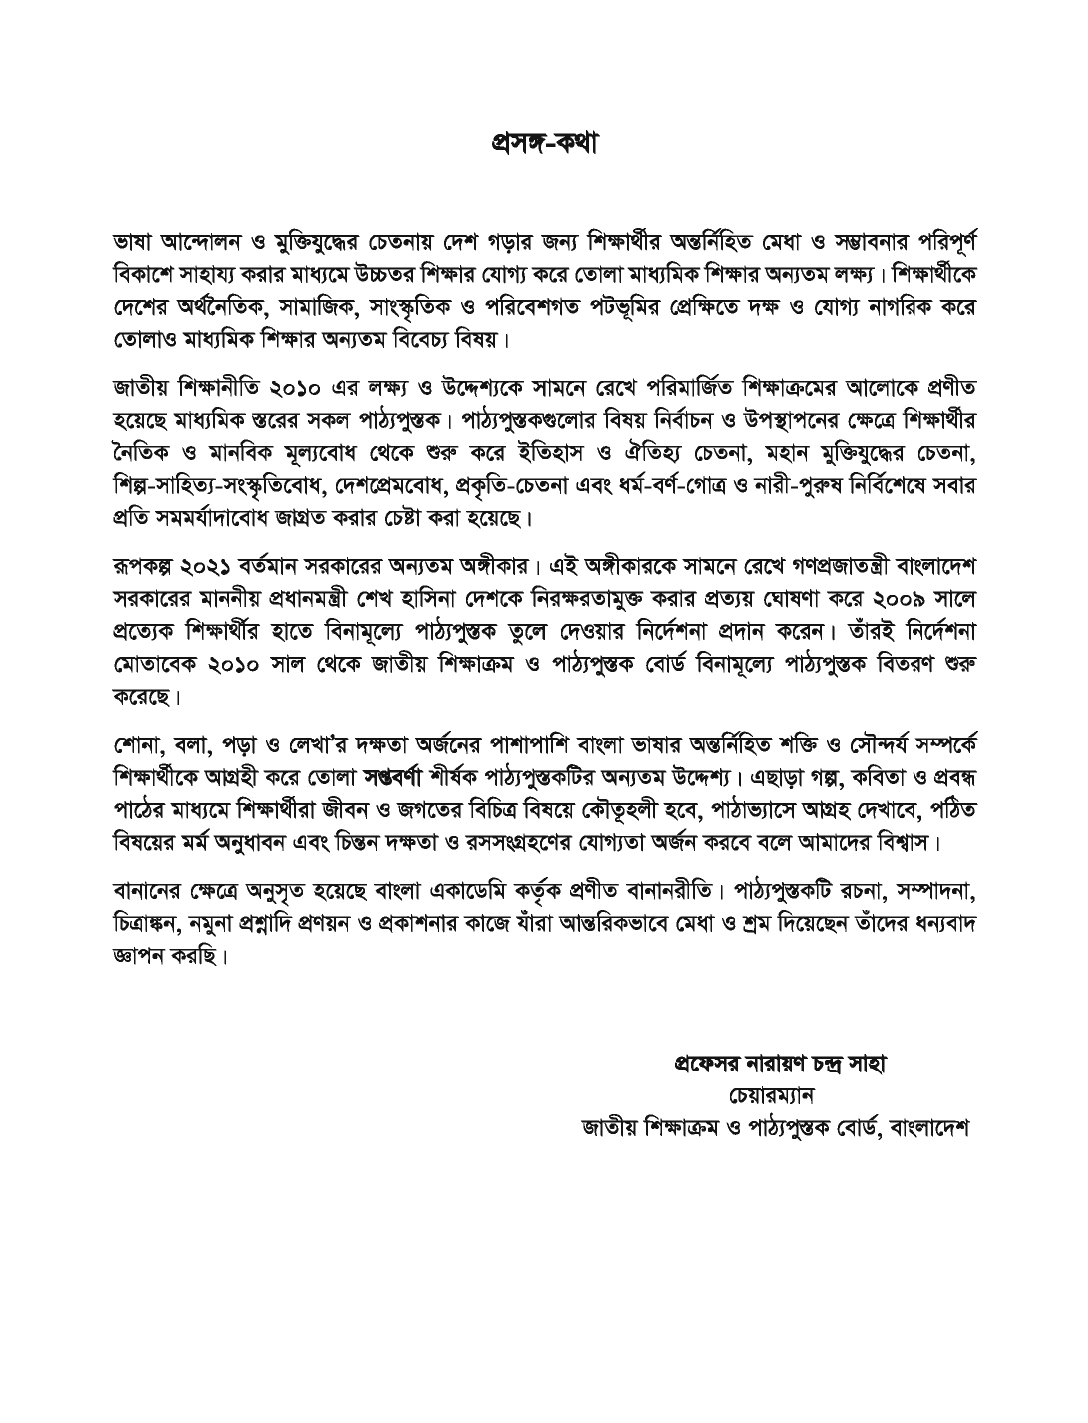 প্রসঙ্গ-কথা
ভাষা আন্দোলন ও মুক্তিযুদ্ধের চেতনায় দেশ গড়ার জন্য শিক্ষার্থীর অন্তর্নিহিত মেধা ও সম্ভাবনার পরিপূর্ণ
বিকাশে সাহায্য করার মাধ্যমে উচ্চতর শিক্ষার যোগ্য করে তোলা মাধ্যমিক শিক্ষার অন্যতম লক্ষ্য। শিক্ষার্থীকে
দেশের অর্থনৈতিক, সামাজিক, সাংস্কৃতিক ও পরিবেশগত পটভূমির প্রেক্ষিতে দক্ষ ও যোগ্য নাগরিক করে
তোলাও মাধ্যমিক শিক্ষার অন্যতম বিবেচ্য বিষয়।
জাতীয় শিক্ষানীতি ২০১০ এর লক্ষ্য ও উদ্দেশ্যকে সামনে রেখে পরিমার্জিত শিক্ষাক্রমের আলোকে প্রণীত
হয়েছে মাধ্যমিক স্তরের সকল পাঠ্যপুস্তক। পাঠ্যপুস্তকগুলোর বিষয় নির্বাচন ও উপস্থাপনের ক্ষেত্রে শিক্ষার্থীর
নৈতিক ও মানবিক মূল্যবোধ থেকে শুরু করে ইতিহাস ও ঐতিহ্য চেতনা, মহান মুক্তিযুদ্ধের চেতনা,
শিল্প-সাহিত্য-সংস্কৃতিবোধ, দেশপ্রেমবোধ, প্রকৃতি-চেতনা এবং ধর্ম-বর্ণ-গোত্র ও নারী-পুরুষ নির্বিশেষে সবার
প্রতি সমমর্যাদাবোধ জাগ্রত করার চেষ্টা করা হয়েছে।
রূপকল্প ২০২১ বর্তমান সরকারের অন্যতম অঙ্গীকার। এই অঙ্গীকারকে সামনে রেখে গণপ্রজাতন্ত্রী বাংলাদেশ
সরকারের মাননীয় প্রধানমন্ত্রী শেখ হাসিনা দেশকে নিরক্ষরতামুক্ত করার প্রত্যয় ঘোষণা করে ২০০৯ সালে
প্রত্যেক শিক্ষার্থীর হাতে বিনামূল্যে পাঠ্যপুস্তক তুলে দেওয়ার নির্দেশনা প্রদান করেন। তাঁরই নির্দেশনা
মোতাবেক ২০১০ সাল থেকে জাতীয় শিক্ষাক্রম ও পাঠ্যপুস্তক বোর্ড বিনামূল্যে পাঠ্যপুস্তক বিতরণ শুরু
করেছে।
শোনা, বলা, পড়া ও লেখা'র দক্ষতা অর্জনের পাশাপাশি বাংলা ভাষার অন্তর্নিহিত শক্তি ও সৌন্দর্য সম্পর্কে
শিক্ষার্থীকে আগ্রহী করে তোলা সপ্তবর্ণা শীর্ষক পাঠ্যপুস্তকটির অন্যতম উদ্দেশ্য। এছাড়া গল্প, কবিতা ও প্রবন্ধ
পাঠের মাধ্যমে শিক্ষার্থীরা জীবন ও জগতের বিচিত্র বিষয়ে কৌতূহলী হবে, পাঠাভ্যাসে আগ্রহ দেখাবে, পঠিত
বিষয়ের মর্ম অনুধাবন এবং চিন্তন দক্ষতা ও রসসংগ্রহণের যোগ্যতা অর্জন করবে বলে আমাদের বিশ্বাস।
বানানের ক্ষেত্রে অনুসৃত হয়েছে বাংলা একাডেমি কর্তৃক প্রণীত বানানরীতি। পাঠ্যপুস্তকটি রচনা, সম্পাদনা,
চিত্রাঙ্কন, নমুনা প্রশ্নাদি প্রণয়ন ও প্রকাশনার কাজে যাঁরা আন্তরিকভাবে মেধা ও শ্রম দিয়েছেন তাঁদের ধন্যবাদ
জ্ঞাপন করছি।
প্রফেসর নারায়ণ চন্দ্র সাহা
চেয়ারম্যান
জাতীয় শিক্ষাক্রম ও পাঠ্যপুস্তক বোর্ড, বাংলাদেশ